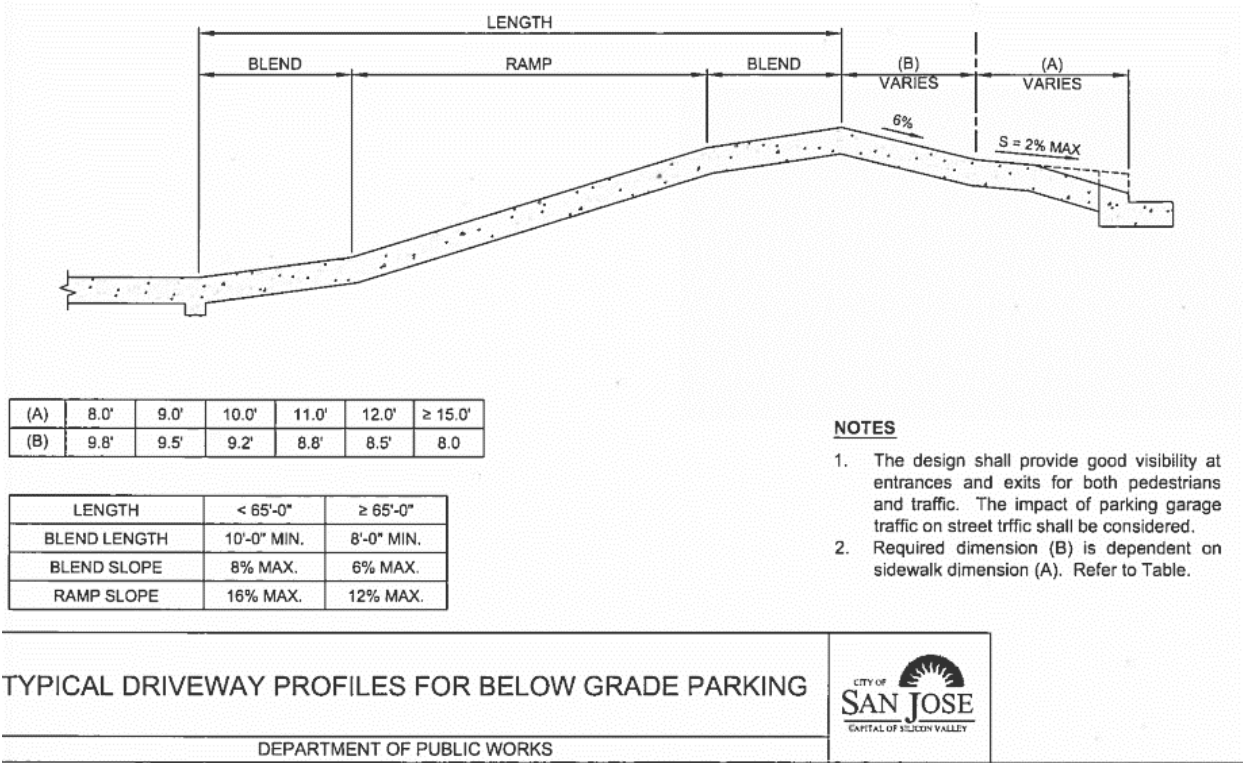 LENGTH
BLEND RAMP BLEND (B) (A)
VARIES VARIES
6%
S = 2% MAX
(A) 8.0' 9.0' 10.0' 11.0' 12.0' ≥ 15.0'
(B) 9.8' 9.5' 9.2' 8.8' 8.5' 8.0
LENGTH < 65'-0" ≥ 65'-0"
BLEND LENGTH 10'-0" MIN. 8'-0" MIN.
BLEND SLOPE 8% MAX. 6% MAX.
RAMP SLOPE 16% MAX. 12% MAX.
NOTES
1. The design shall provide good visibility at
entrances and exits for both pedestrians
and traffic. The impact of parking garage
traffic on street trffic shall be considered.
2. Required dimension (B) is dependent on
sidewalk dimension (A). Refer to Table.
TYPICAL DRIVEWAY PROFILES FOR BELOW GRADE PARKING
CITY OF
SAN JOSE
CAPITAL OF SILICON VALLEY
DEPARTMENT OF PUBLIC WORKS